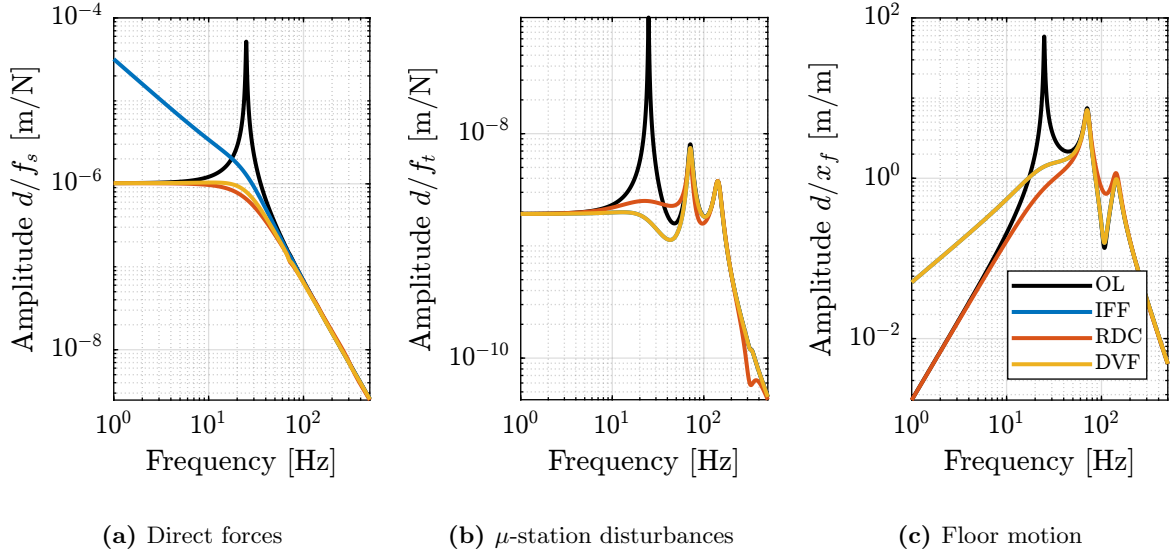 10^{-4}
10^{-6}
10^{-8}
Amplitude d/f_s [m/N]
10^0 10^1 10^2
Frequency [Hz]
10^{-8}
10^{-10}
Amplitude d/f_t [m/N]
10^0 10^1 10^2
Frequency [Hz]
10^2
10^0
10^{-2}
Amplitude d/x_f [m/m]
OL
IFF
RDC
DVF
10^0 10^1 10^2
Frequency [Hz]
(a) Direct forces
(b) μ-station disturbances
(c) Floor motion